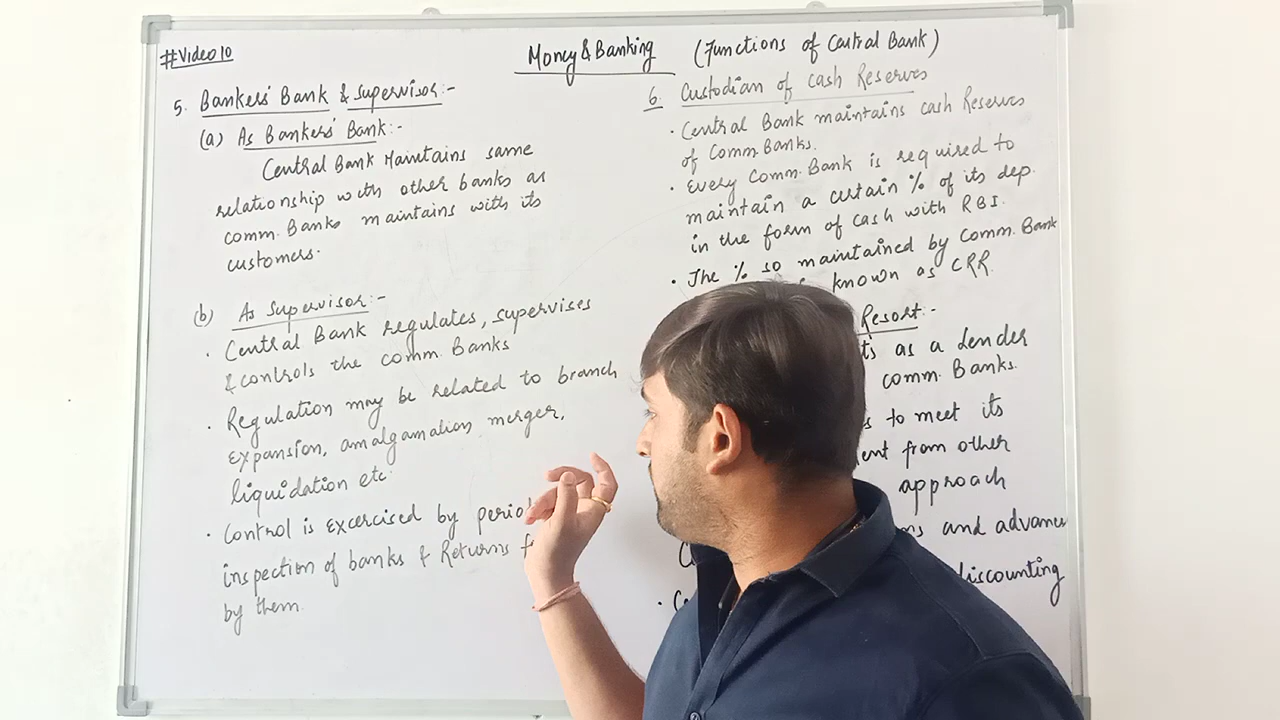 #Video 10
Money & Banking (Functions of Central Bank)
5. Bankers' Bank & Supervisor:-
(a) As Bankers' Bank:-
Central Bank Maintains same
relationship with other banks as
comm. Banks maintains with its
customers.
(b) As Supervisor:-
· Central Bank regulates, supervises
& controls the comm. Banks
· Regulation may be related to branch
expansion, amalgamation merger,
liquidation etc
· Control is excercised by
inspection of banks & Returns
by them.
6. Custodian of Cash Reserves
· Central Bank maintains cash Reserves
of Comm. Banks.
· Every Comm. Bank is required to
maintain a certain % of its dep.
in the form of cash with RBI.
· The % so maintained by Comm. Bank
known as CRR.
Resort:-
as a Lender
comm. Banks.
to meet its
from other
approach
and advance
discounting